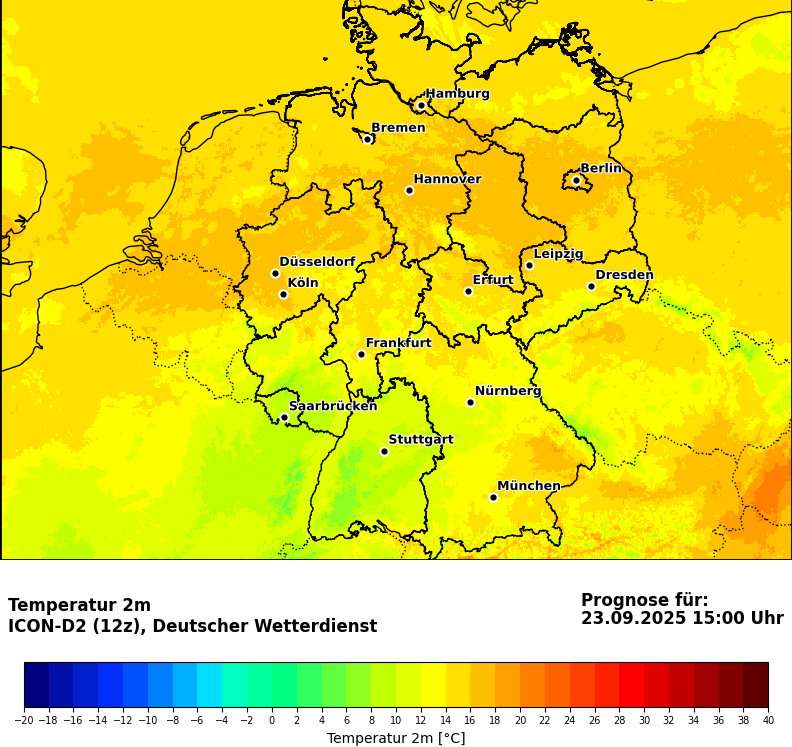 Hamburg
Bremen
Berlin
Hannover
Leipzig
Düsseldorf
Dresden
Köln
Erfurt
Frankfurt
Nürnberg
Saarbrücken
Stuttgart
München
Temperatur 2m
ICON-D2 (12z), Deutscher Wetterdienst
Prognose für:
23.09.2025 15:00 Uhr
−20 −18 −16 −14 −12 −10 −8 −6 −4 −2 0 2 4 6 8 10 12 14 16 18 20 22 24 26 28 30 32 34 36 38 40
Temperatur 2m [°C]